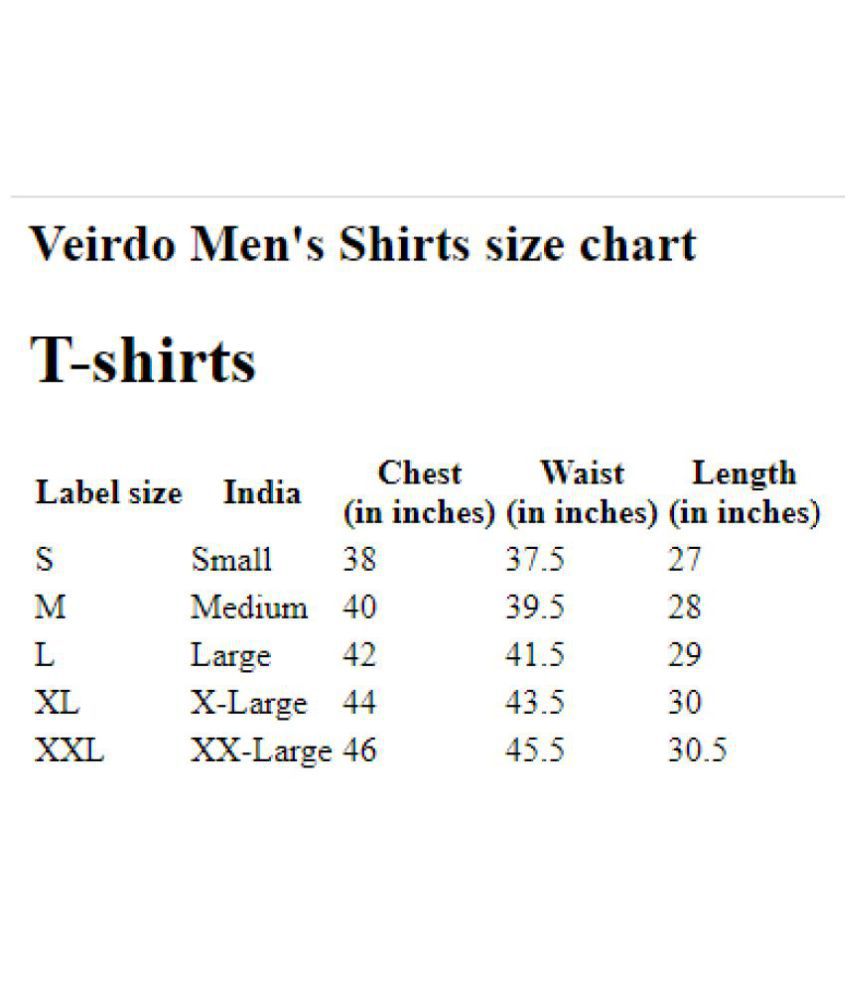 Veirdo Men's Shirts size chart
T-shirts
Label size India Chest (in inches) Waist (in inches) Length (in inches)
S Small 38 37.5 27
M Medium 40 39.5 28
L Large 42 41.5 29
XL X-Large 44 43.5 30
XXL XX-Large 46 45.5 30.5